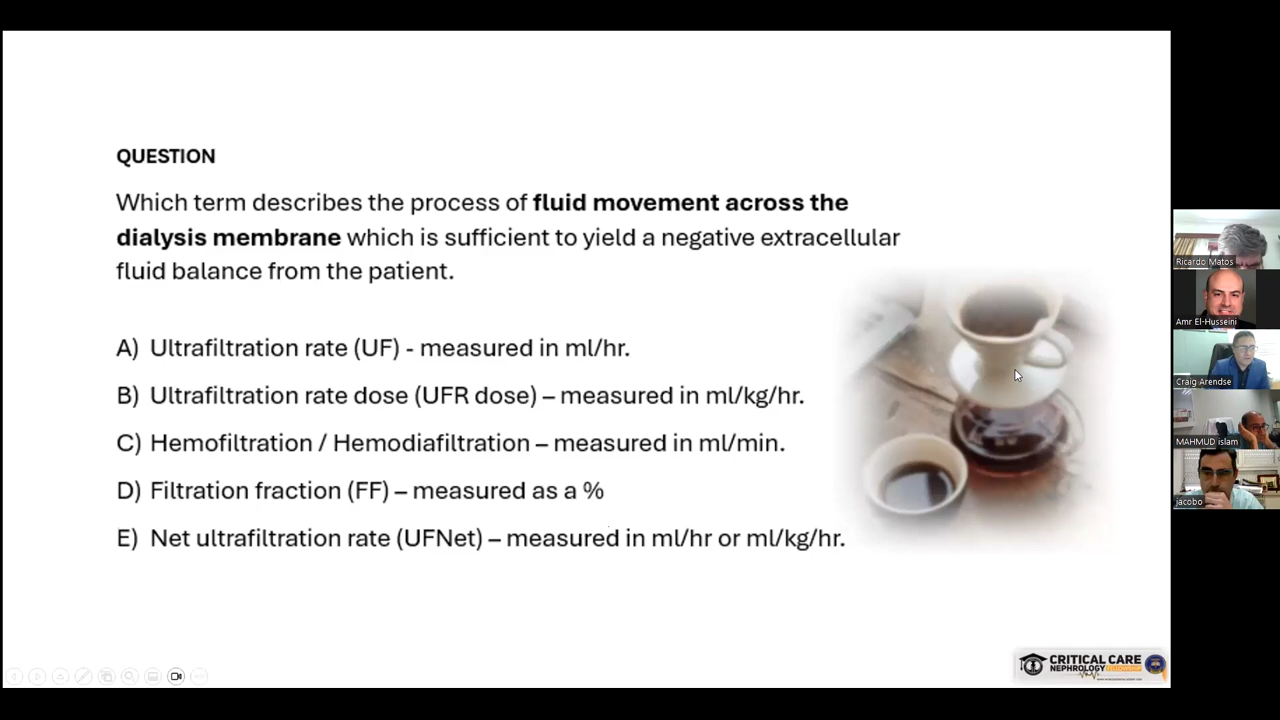 QUESTION
Which term describes the process of fluid movement across the
dialysis membrane which is sufficient to yield a negative extracellular
fluid balance from the patient.
A) Ultrafiltration rate (UF) - measured in ml/hr.
B) Ultrafiltration rate dose (UFR dose) – measured in ml/kg/hr.
C) Hemofiltration / Hemodiafiltration – measured in ml/min.
D) Filtration fraction (FF) – measured as a %
E) Net ultrafiltration rate (UFNet) – measured in ml/hr or ml/kg/hr.
Ricardo Matos
Amr El-Husseini
Craig Arendse
MAHMUD islam
jacobo
CRITICAL CARE
NEPHROLOGY FELLOWSHIP